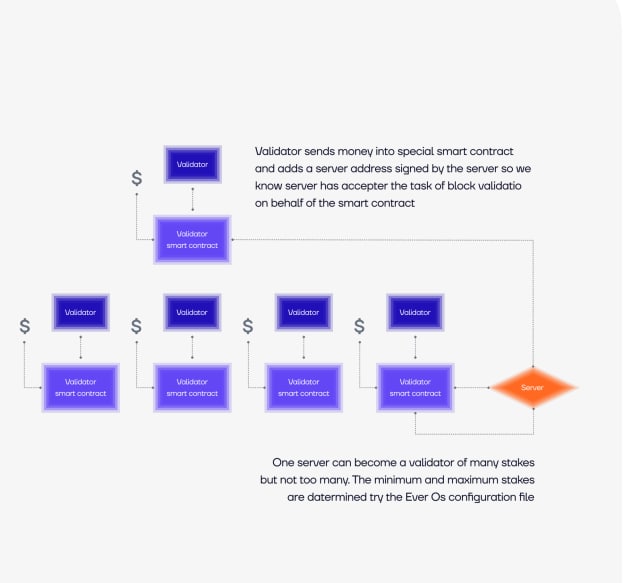 Validator
Validator sends money into special smart contract
and adds a server address signed by the server so we
know server has accepter the task of block validatio
on behalf of the smart contract
$
Validator
smart contract
$
Validator
$
Validator
$
Validator
$
Validator
Validator
smart contract
Validator
smart contract
Validator
smart contract
Validator
smart contract
Server
One server can become a validator of many stakes
but not too many. The minimum and maximum stakes
are datermined try the Ever Os configuration file